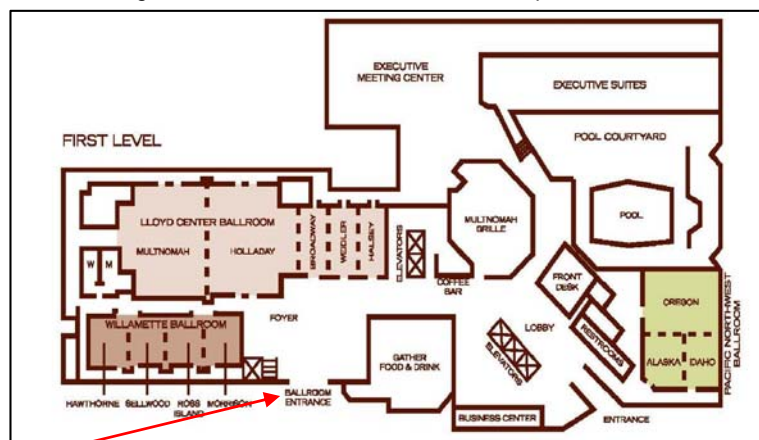 EXECUTIVE
MEETING CENTER
EXECUTIVE SUITES
FIRST LEVEL
POOL COURTYARD
POOL
LLOYD CENTER BALLROOM
MULTNOMAH
HOLLADAY
BROADWAY
WEIDLER
HALSEY
ELEVATORS
MULTNOMAH
GRILLE
W
M
COFFEE
BAR
FRONT
DESK
OREGON
PACIFIC NORTHWEST
BALLROOM
WILLAMETTE BALLROOM
FOYER
LOBBY
RESTROOMS
ELEVATORS
ALASKA
IDAHO
GATHER
FOOD & DRINK
HAWTHORNE
SELLWOOD
ROSS
ISLAND
MORRISON
BALLROOM
ENTRANCE
BUSINESS CENTER
ENTRANCE